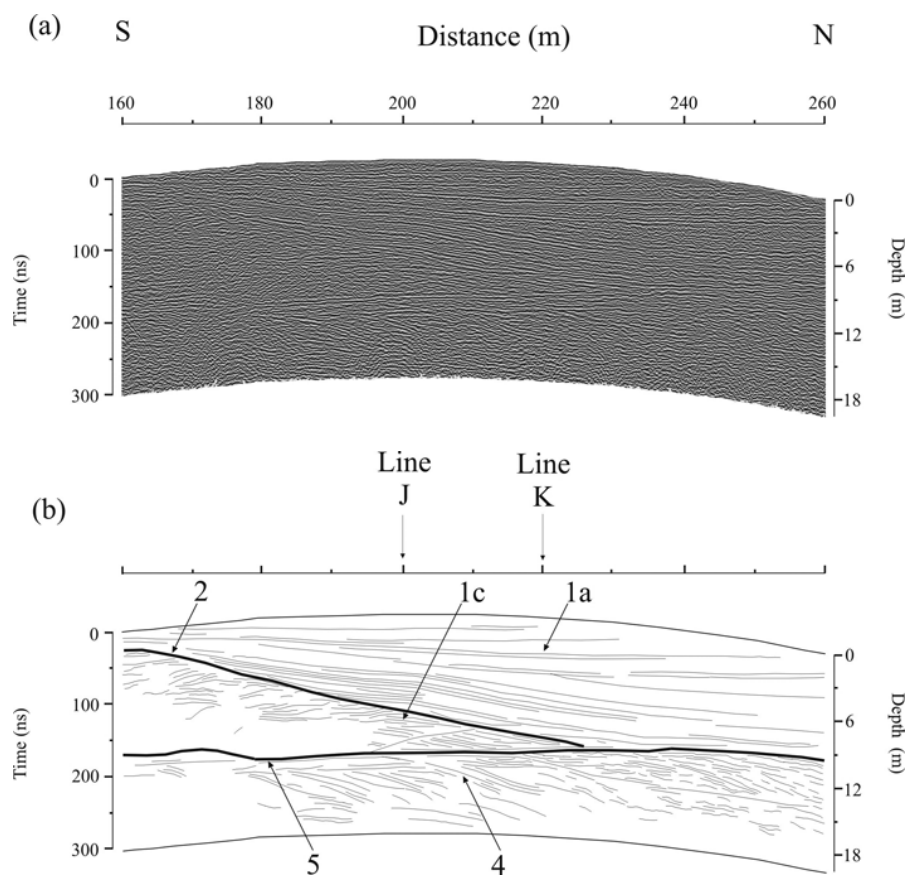 (a) S Distance (m) N
160 180 200 220 240 260
0
100
200
300
Time (ns)
0
6
12
18
Depth (m)
Line J
Line K
(b)
2 1c 1a
0
100
200
300
Time (ns)
0
6
12
18
Depth (m)
5 4